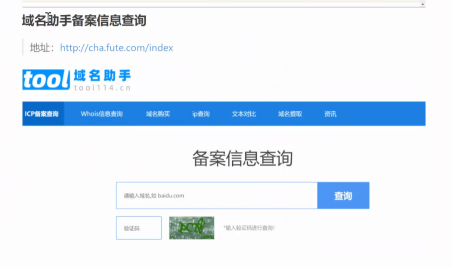 域名助手备案信息查询
地址：http://cha.fute.com/index
tool 域名助手
tool114.cn
ICP备案查询 Whois信息查询 域名购买 ip查询 文本对比 域名提取 资讯
备案信息查询
请输入域名,如:baidu.com 查询
验证码 *输入验证码进行查询!